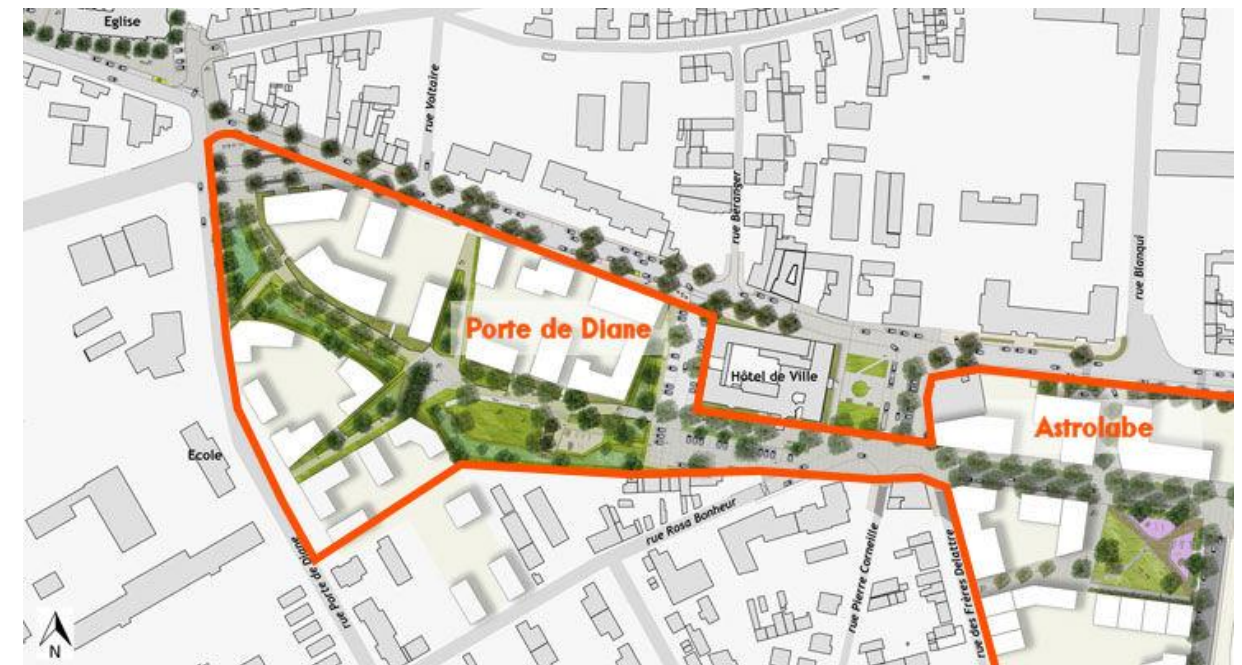 Eglise
rue Voltaire
rue Béranger
rue Blanqui
Porte de Diane
Hôtel de Ville
Astrolabe
Ecole
rue Rosa Bonheur
rue Porte de Diane
rue Pierre Corneille
rue des Frères Delattre
N